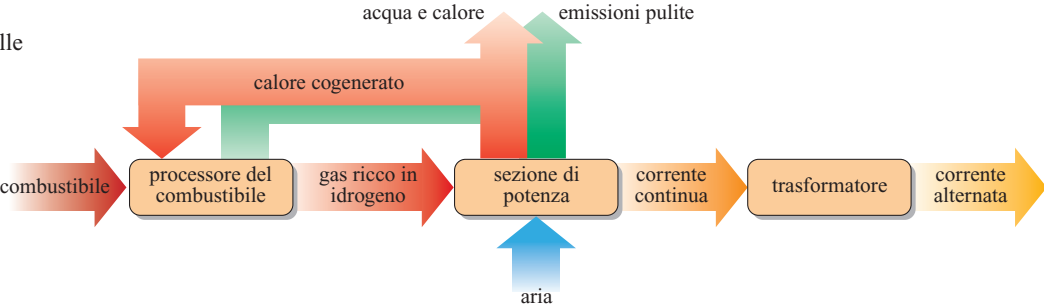 acqua e calore
emissioni pulite
lle
calore cogenerato
combustibile
processore del
combustibile
gas ricco in
idrogeno
sezione di
potenza
corrente
continua
trasformatore
corrente
alternata
aria